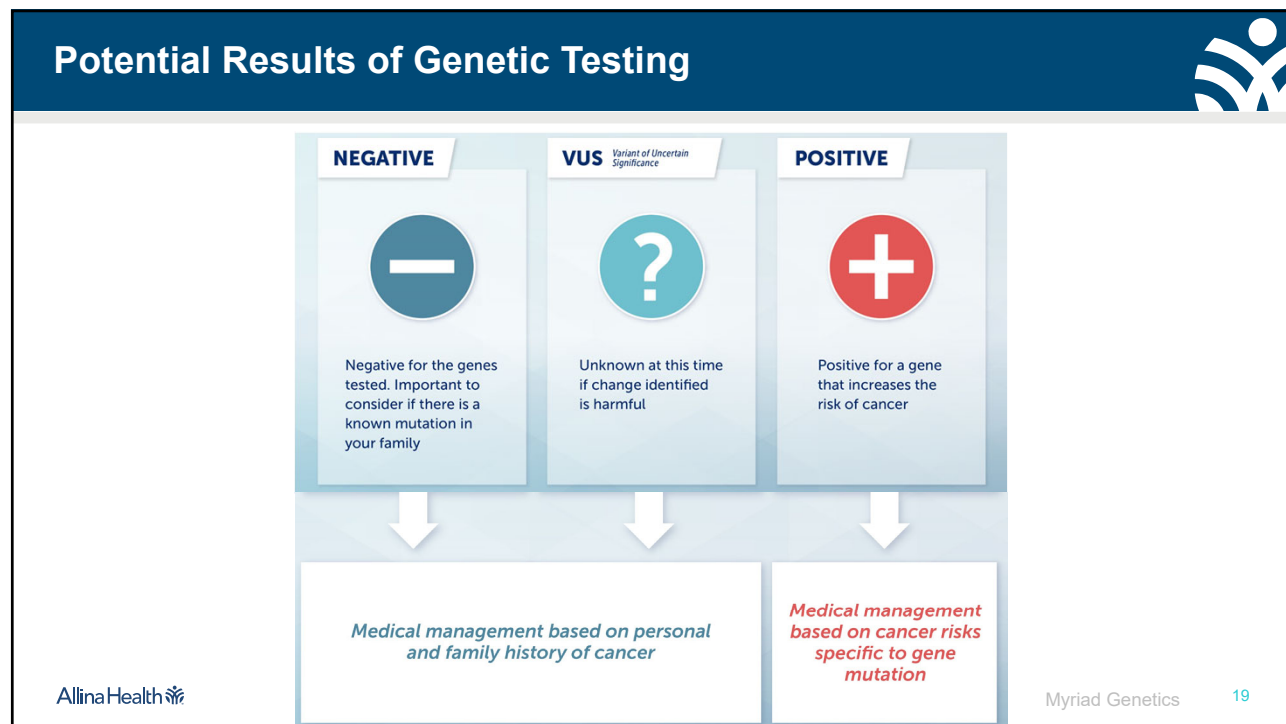 Potential Results of Genetic Testing
NEGATIVE
Negative for the genes
tested. Important to
consider if there is a
known mutation in
your family
VUS Variant of Uncertain
Significance
Unknown at this time
if change identified
is harmful
POSITIVE
Positive for a gene
that increases the
risk of cancer
Medical management based on personal
and family history of cancer
Medical management
based on cancer risks
specific to gene
mutation
Allina Health
Myriad Genetics
19